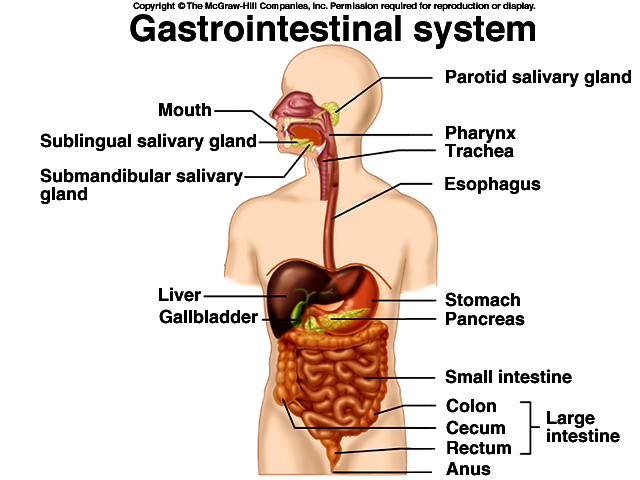 Copyright © The McGraw-Hill Companies, Inc. Permission required for reproduction or display.
Gastrointestinal system
Mouth
Sublingual salivary gland
Submandibular salivary
gland
Liver
Gallbladder
Parotid salivary gland
Pharynx
Trachea
Esophagus
Stomach
Pancreas
Small intestine
Colon
Cecum
Rectum
Anus
Large
intestine